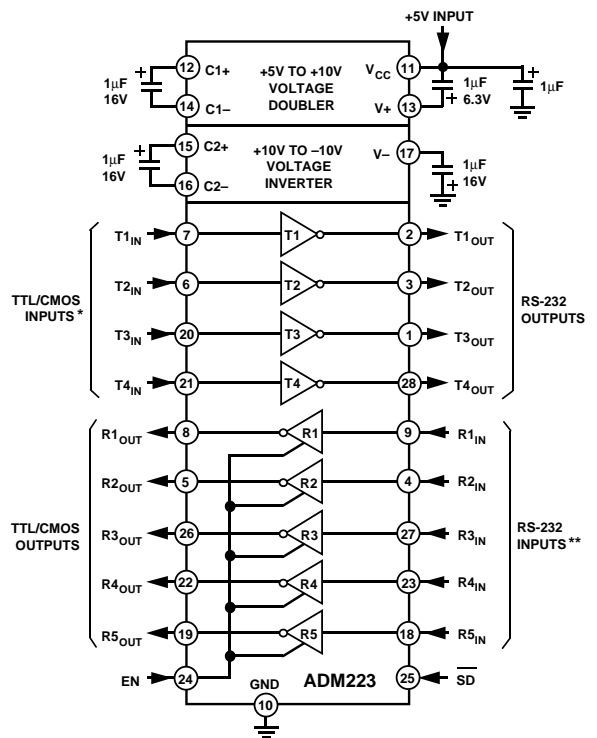 +5V INPUT
12 C1+ +5V TO +10V VOLTAGE DOUBLER VCC 11
1µF 16V
1µF 6.3V
1µF
14 C1– V+ 13
15 C2+ +10V TO –10V VOLTAGE INVERTER V– 17
1µF 16V
1µF 16V
16 C2–
TTL/CMOS INPUTS*
T1IN 7 T1 2 T1OUT
T2IN 6 T2 3 T2OUT
T3IN 20 T3 1 T3OUT
T4IN 21 T4 28 T4OUT
RS-232 OUTPUTS
TTL/CMOS OUTPUTS
R1OUT 8 R1 9 R1IN
R2OUT 5 R2 4 R2IN
R3OUT 26 R3 27 R3IN
R4OUT 22 R4 23 R4IN
R5OUT 19 R5 18 R5IN
RS-232 INPUTS**
EN 24 GND 10 ADM223 25 SD